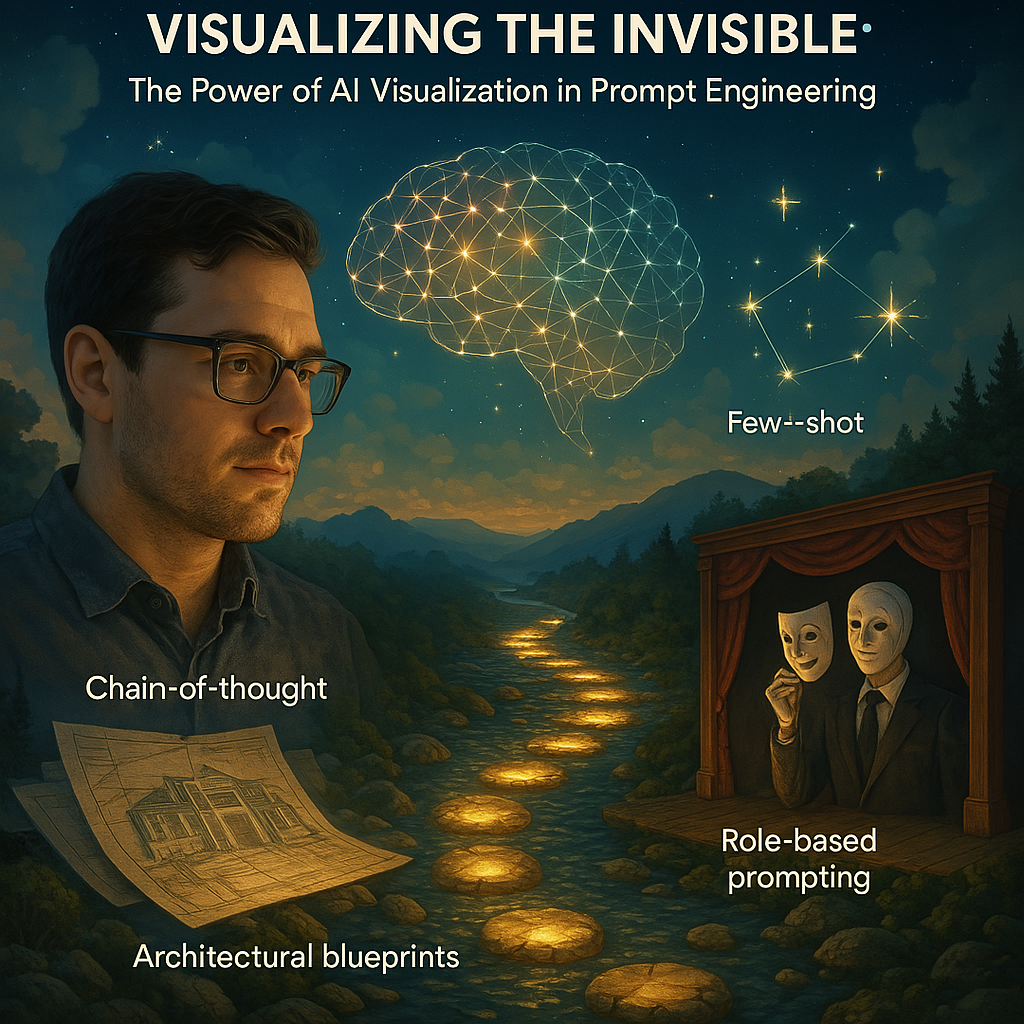 VISUALIZING THE INVISIBLE
The Power of AI Visualization in Prompt Engineering
Few--shot
Chain-of-thought
Role-based
prompting
Architectural blueprints